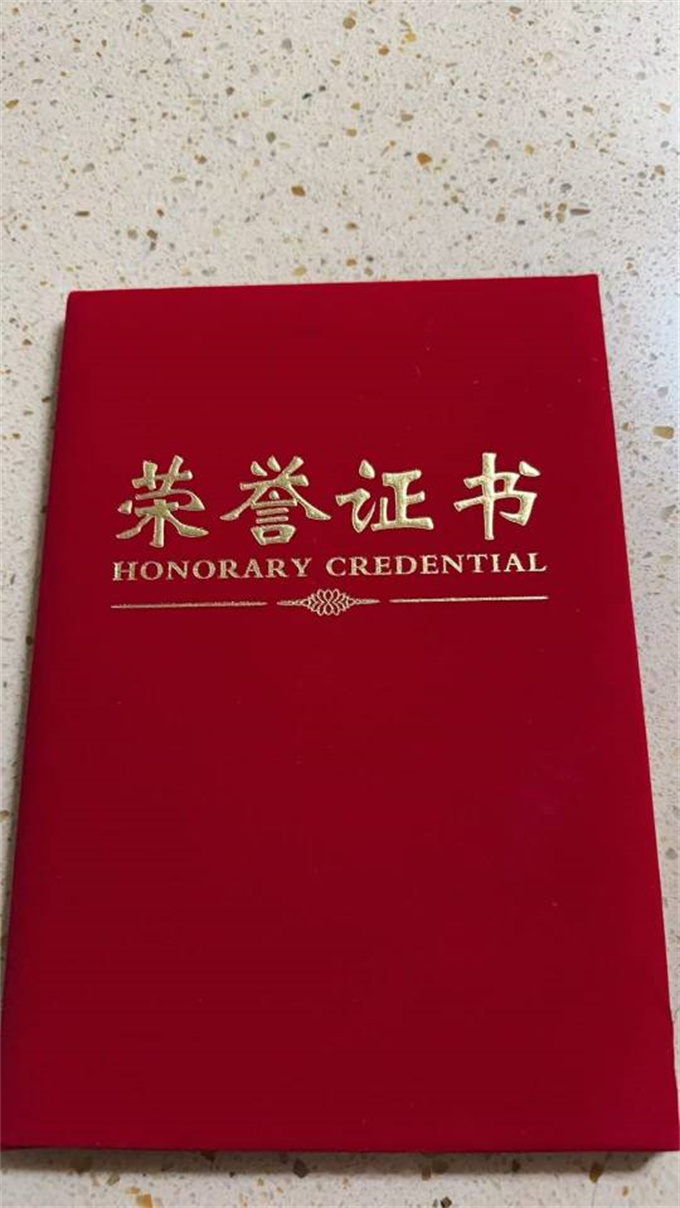 荣誉证书
HONORARY CREDENTIAL